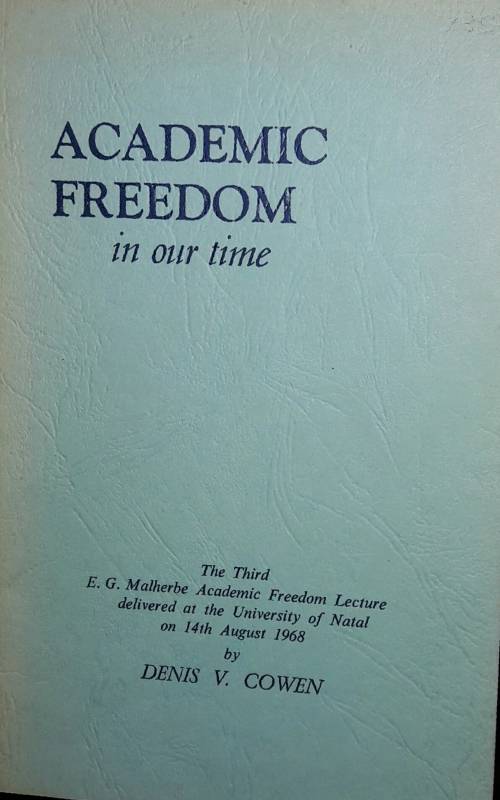 ACADEMIC
FREEDOM
in our time
The Third
E. G. Malherbe Academic Freedom Lecture
delivered at the University of Natal
on 14th August 1968
by
DENIS V. COWEN